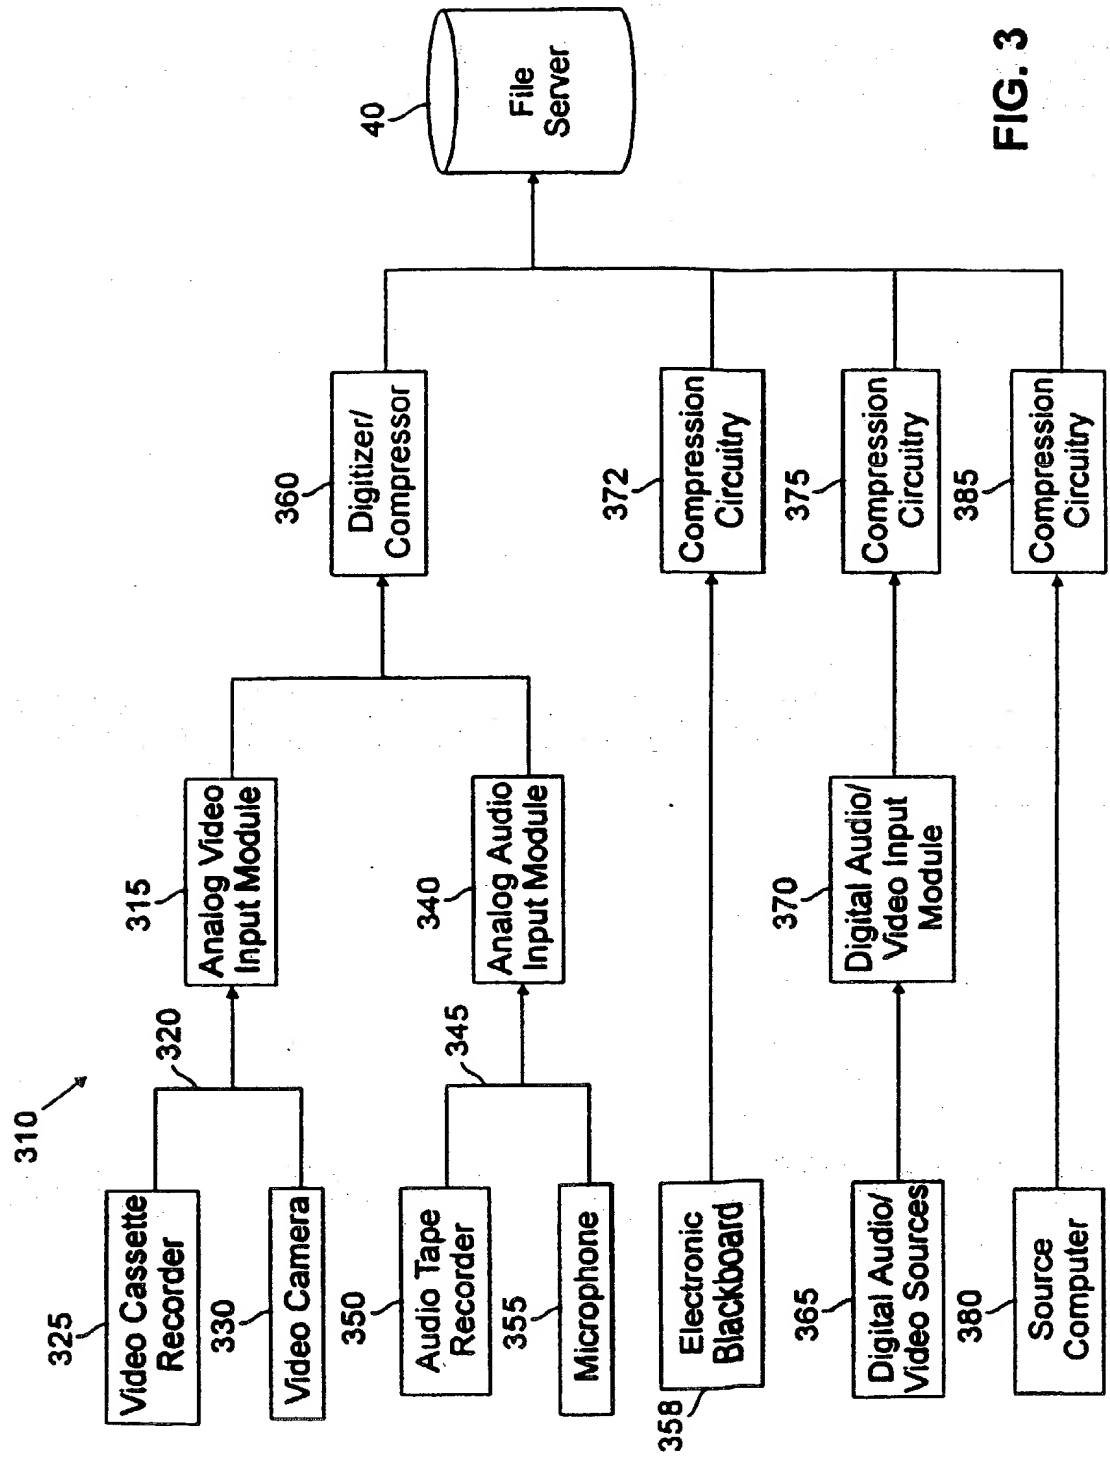 310
325
Video Cassette
Recorder
330
Video Camera
320
315
Analog Video
Input Module
350
Audio Tape
Recorder
355
Microphone
345
340
Analog Audio
Input Module
360
Digitizer/
Compressor
40
File
Server
358
Electronic
Blackboard
372
Compression
Circuitry
365
Digital Audio/
Video Sources
370
Digital Audio/
Video Input
Module
375
Compression
Circuitry
380
Source
Computer
385
Compression
Circuitry
FIG. 3